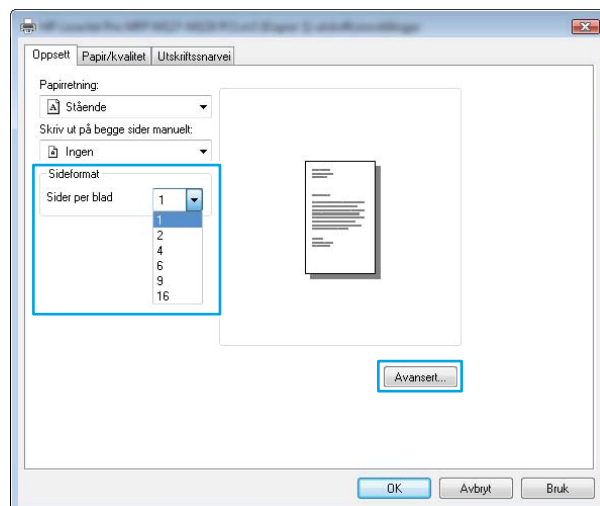 Oppsett Papir/kvalitet Utskriftssnarvei
Papirretning:
A Stående
Skriv ut på begge sider manuelt:
Ingen
Sideformat
Sider per blad 1
1
2
4
6
9
16
Avansert...
OK Avbryt Bruk